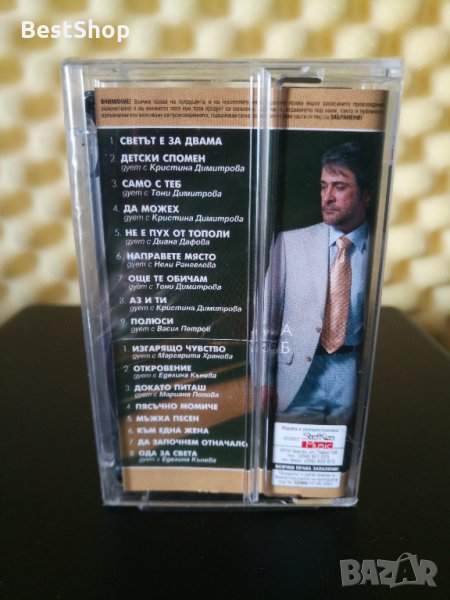 BestShop
ВНИМАНИЕ!
ЗАБРАНЕНИ!
1. СВЕТЪТ Е ЗА ДВАМА
2. ДЕТСКИ СПОМЕН
дует с Кристина Димитрова
3. САМО С ТЕБ
дует с Тони Димитрова
4. ДА МОЖЕХ
дует с Кристина Димитрова
5. НЕ Е ПУХ ОТ ТОПОЛИ
дует с Диана Дафова
6. НАПРАВЕТЕ МЯСТО
дует с Нели Рангелова
7. ОЩЕ ТЕ ОБИЧАМ
дует с Тони Димитрова
8. АЗ И ТИ
дует с Кристина Димитрова
9. ПОЛЮСИ
дует с Васил Петров
А
Б
1. ИЗГАРЯЩО ЧУВСТВО
дует с Маргарита Хранова
2. ОТКРОВЕНИЕ
дует с Еделина Кънева
3. ДОКАТО ПИТАШ
дует с Мариана Попова
4. ПЯСЪЧНО МОМИЧЕ
5. МЪЖКА ПЕСЕН
6. КЪМ ЕДНА ЖЕНА
7. ДА ЗАПОЧНЕМ ОТНАЧАЛО
8. ОДА ЗА СВЕТА
дует с Еделина Кънева
Music
ВСИЧКИ ПРАВА ЗАПАЗЕНИ!
BAZAR